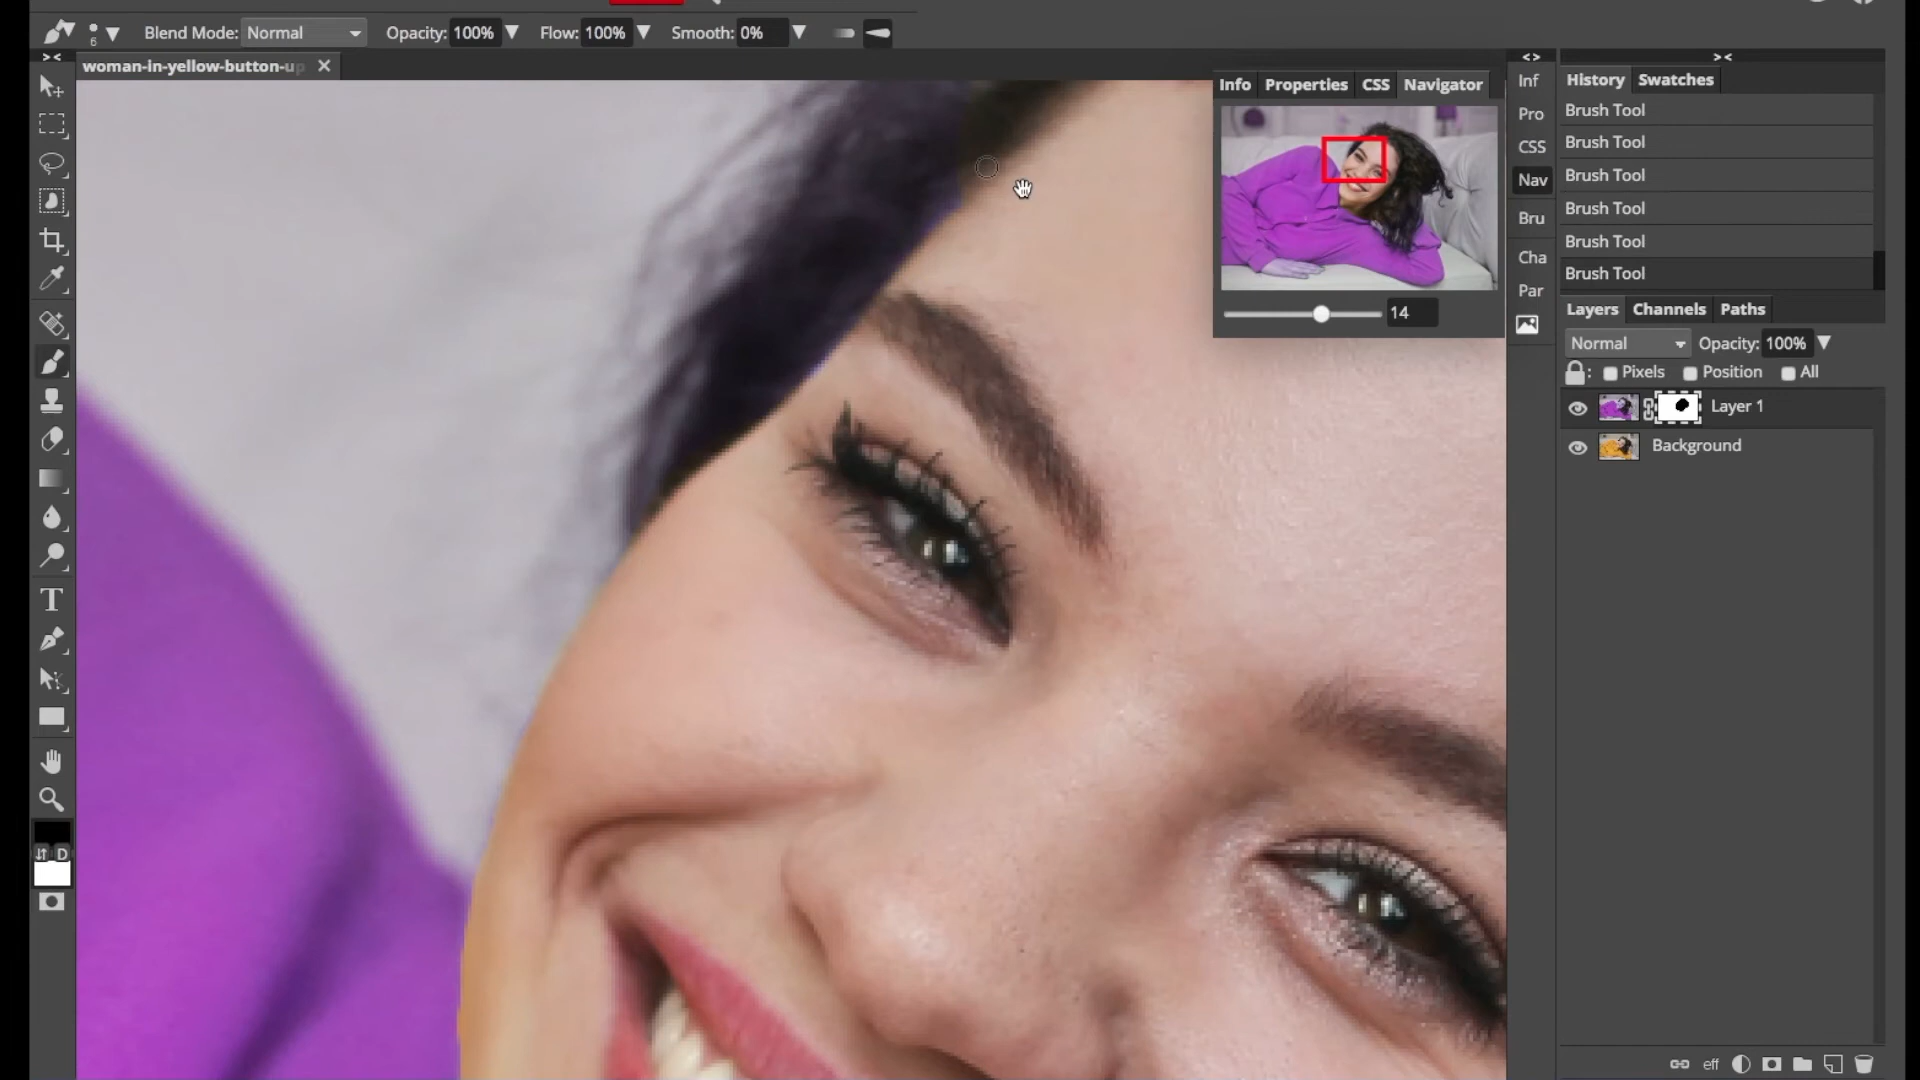 6 Blend Mode: Normal Opacity: 100% Flow: 100% Smooth: 0%
woman-in-yellow-button-up
Info Properties CSS Navigator
14
Inf
Pro
CSS
Nav
Bru
Cha
Par
History Swatches
Brush Tool
Brush Tool
Brush Tool
Brush Tool
Brush Tool
Brush Tool
Layers Channels Paths
Normal Opacity: 100%
: Pixels Position All
Layer 1
Background
T
D
eff